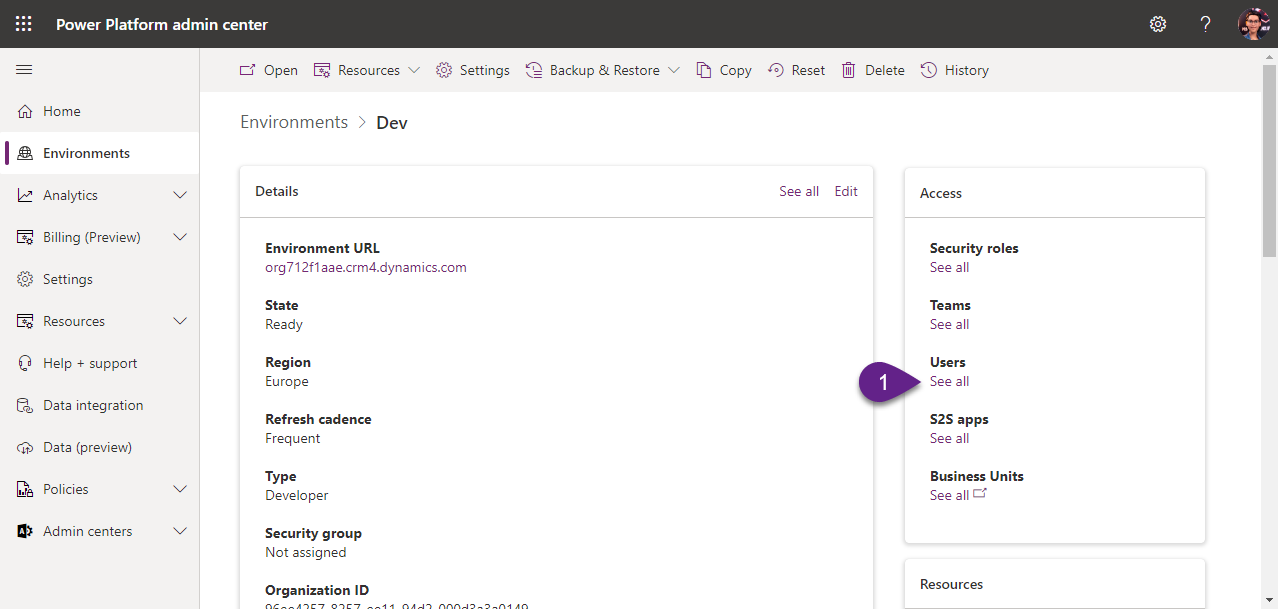 Power Platform admin center
?
Open
Resources
Settings
Backup & Restore
Copy
Reset
Delete
History
Home
Environments
Analytics
Billing (Preview)
Settings
Resources
Help + support
Data integration
Data (preview)
Policies
Admin centers
Environments > Dev
Details
See all
Edit
Environment URL
org712f1aae.crm4.dynamics.com
State
Ready
Region
Europe
Refresh cadence
Frequent
Type
Developer
Security group
Not assigned
Organization ID
Access
Security roles
See all
Teams
See all
Users
1
See all
S2S apps
See all
Business Units
See all
Resources